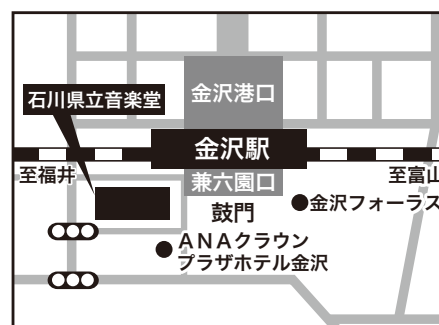 金沢港口
石川県立音楽堂
金沢駅
至福井
至富山
兼六園口
鼓門
●金沢フォーラス
●ANAクラウン
プラザホテル金沢